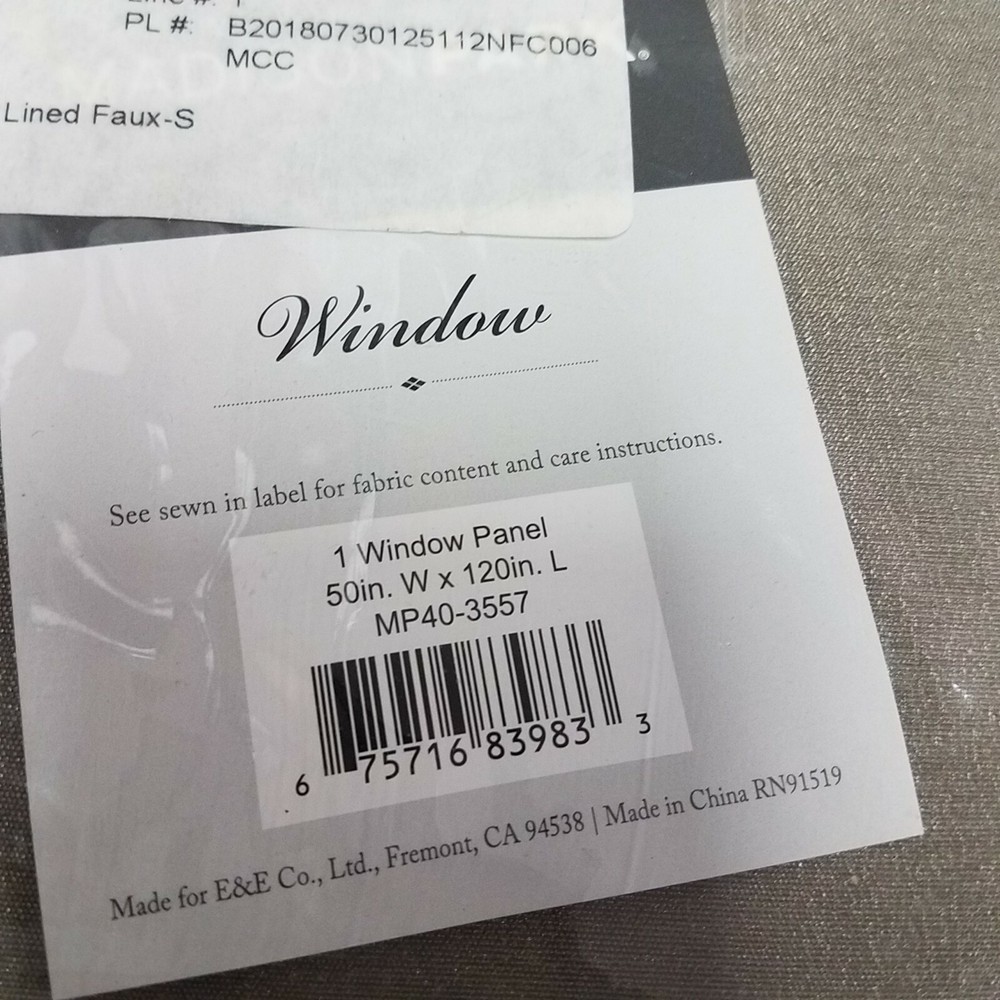 PL #: B20180730125112NFC006
MCC
Lined Faux-S
Window
See sewn in label for fabric content and care instructions.
1 Window Panel
50in. W x 120in. L
MP40-3557
6 75716 83983 3
Made for E&E Co., Ltd., Fremont, CA 94538 | Made in China RN91519